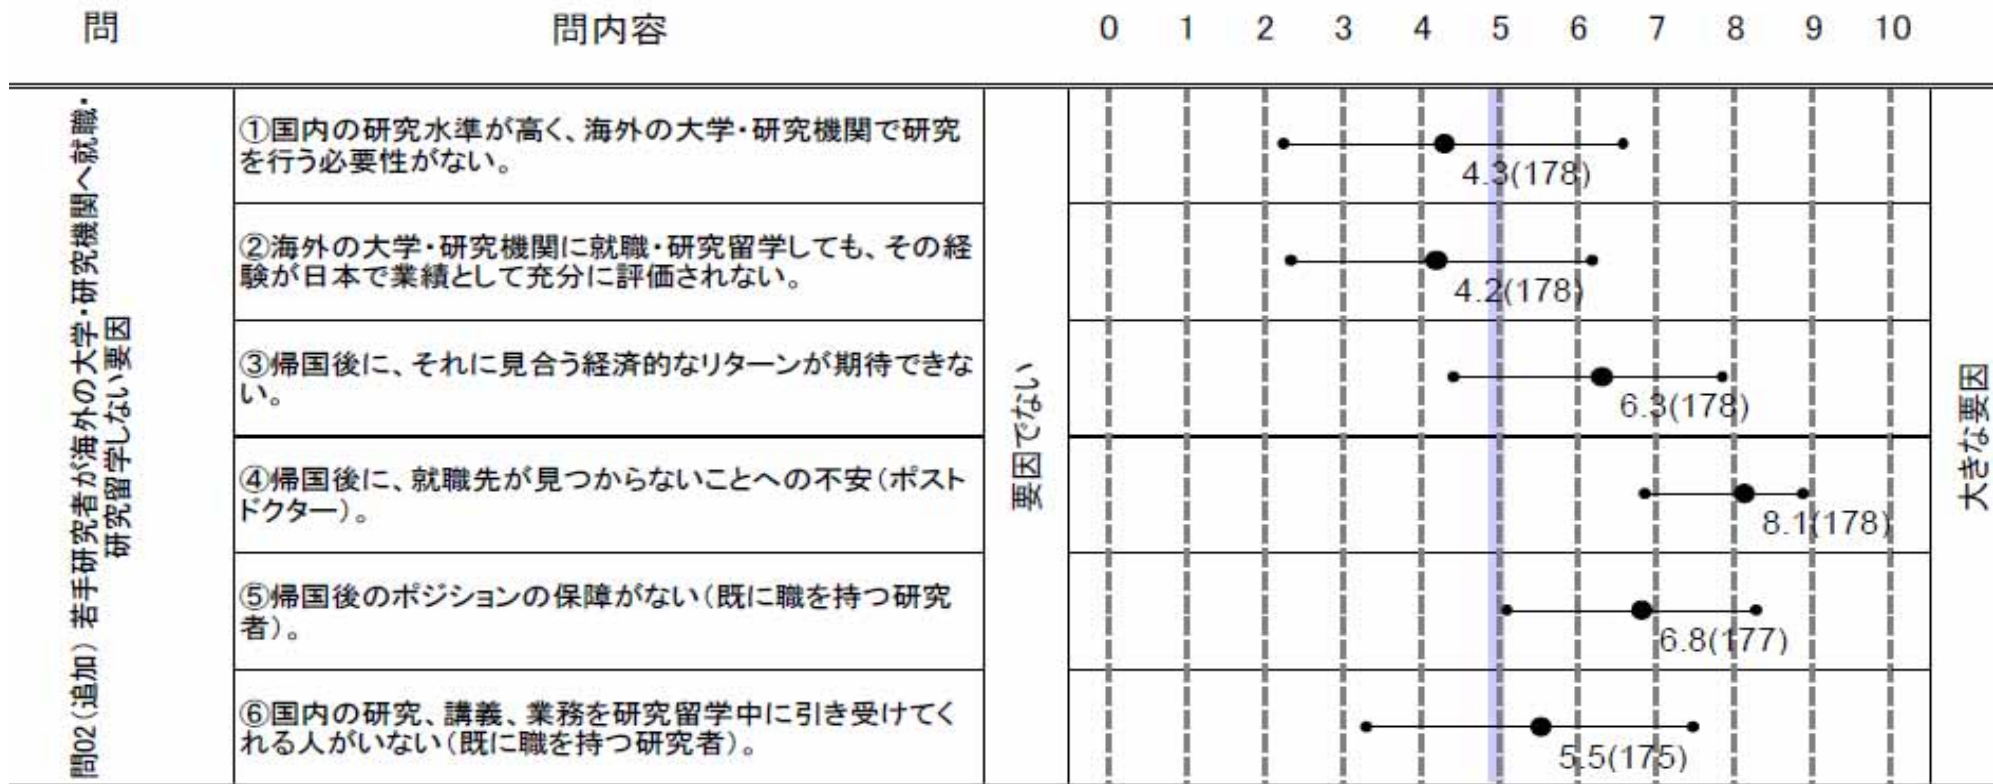 問 問内容 0 1 2 3 4 5 6 7 8 9 10
問02(追加) 若手研究者が海外の大学・研究機関へ就職・
研究留学しない要因
①国内の研究水準が高く、海外の大学・研究機関で研究
を行う必要性がない。
②海外の大学・研究機関に就職・研究留学しても、その経
験が日本で業績として充分に評価されない。
③帰国後に、それに見合う経済的なリターンが期待できな
い。
④帰国後に、就職先が見つからないことへの不安(ポスト
ドクター)。
⑤帰国後のポジションの保障がない(既に職を持つ研究
者)。
⑥国内の研究、講義、業務を研究留学中に引き受けてく
れる人がいない(既に職を持つ研究者)。
要因でない
4.3(178)
4.2(178)
6.3(178)
8.1(178)
6.8(177)
5.5(175)
大きな要因